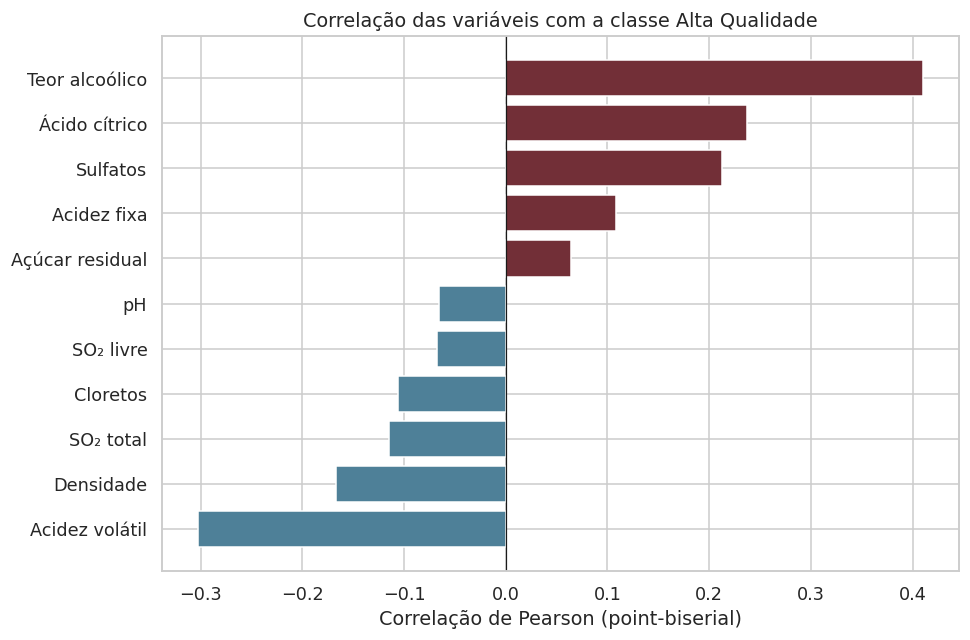 Correlação das variáveis com a classe Alta Qualidade
Teor alcoólico
Ácido cítrico
Sulfatos
Acidez fixa
Açúcar residual
pH
SO₂ livre
Cloretos
SO₂ total
Densidade
Acidez volátil
−0.3 −0.2 −0.1 0.0 0.1 0.2 0.3 0.4
Correlação de Pearson (point-biserial)